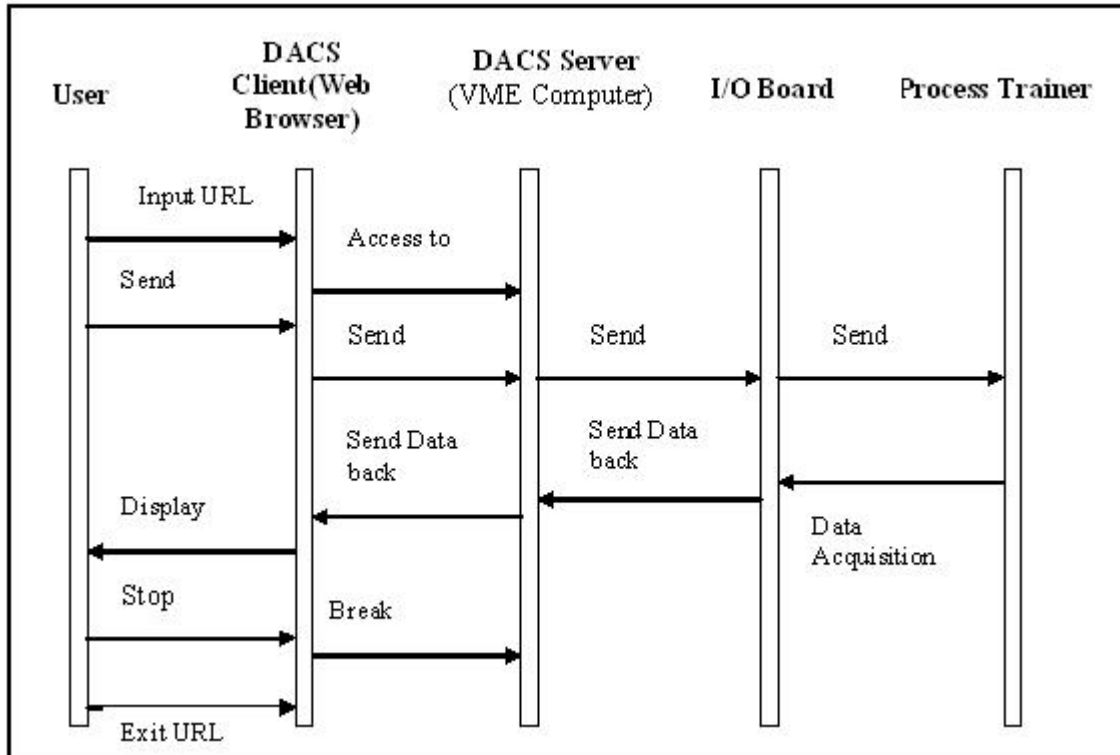 User
DACS
Client(Web
Browser)
DACS Server
(VME Computer)
I/O Board
Process Trainer
Input URL
Access to
Send
Send
Send
Send
Send Data
back
Send Data
back
Display
Data
Acquisition
Stop
Break
Exit URL